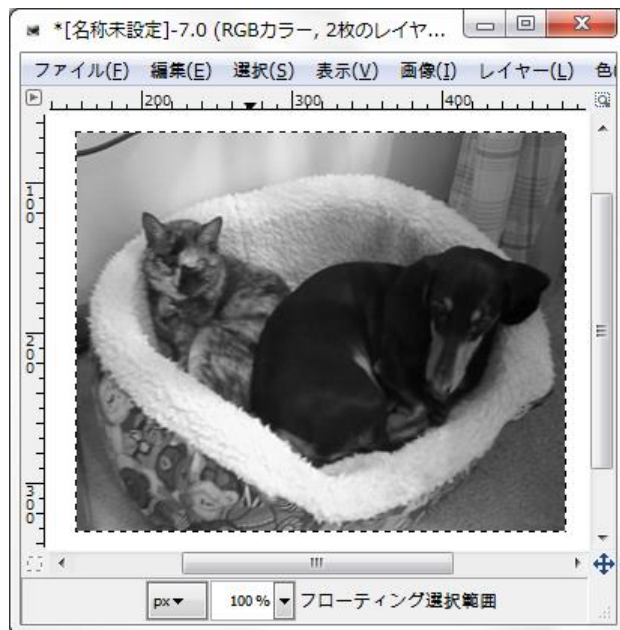 *[名称未設定]-7.0 (RGBカラー, 2枚のレイヤ...
ファイル(F) 編集(E) 選択(S) 表示(V) 画像(I) レイヤー(L) 色(
200 300 400
100
200
300
px 100 % フローティング選択範囲